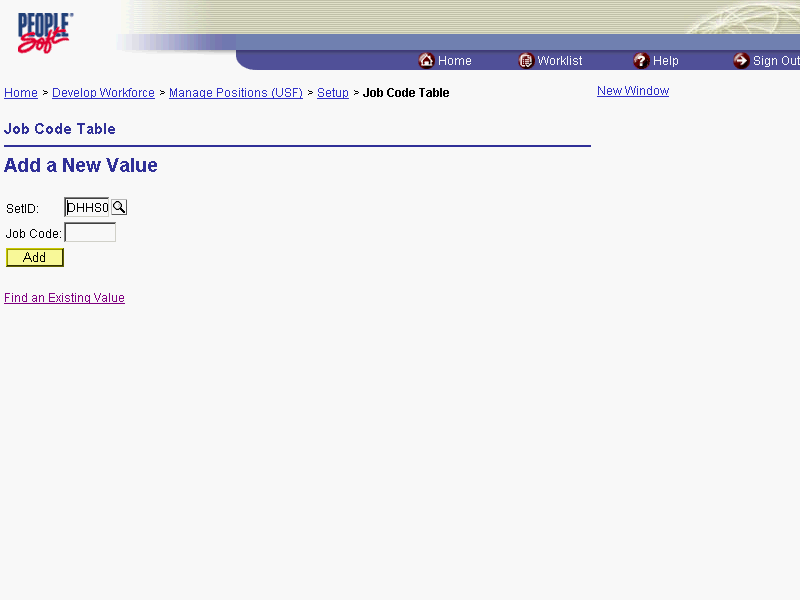 PEOPLE
Soft
Home Worklist Help Sign Out
Home > Develop Workforce > Manage Positions (USF) > Setup > Job Code Table New Window
Job Code Table
Add a New Value
SetID: DHHS0
Job Code:
Add
Find an Existing Value